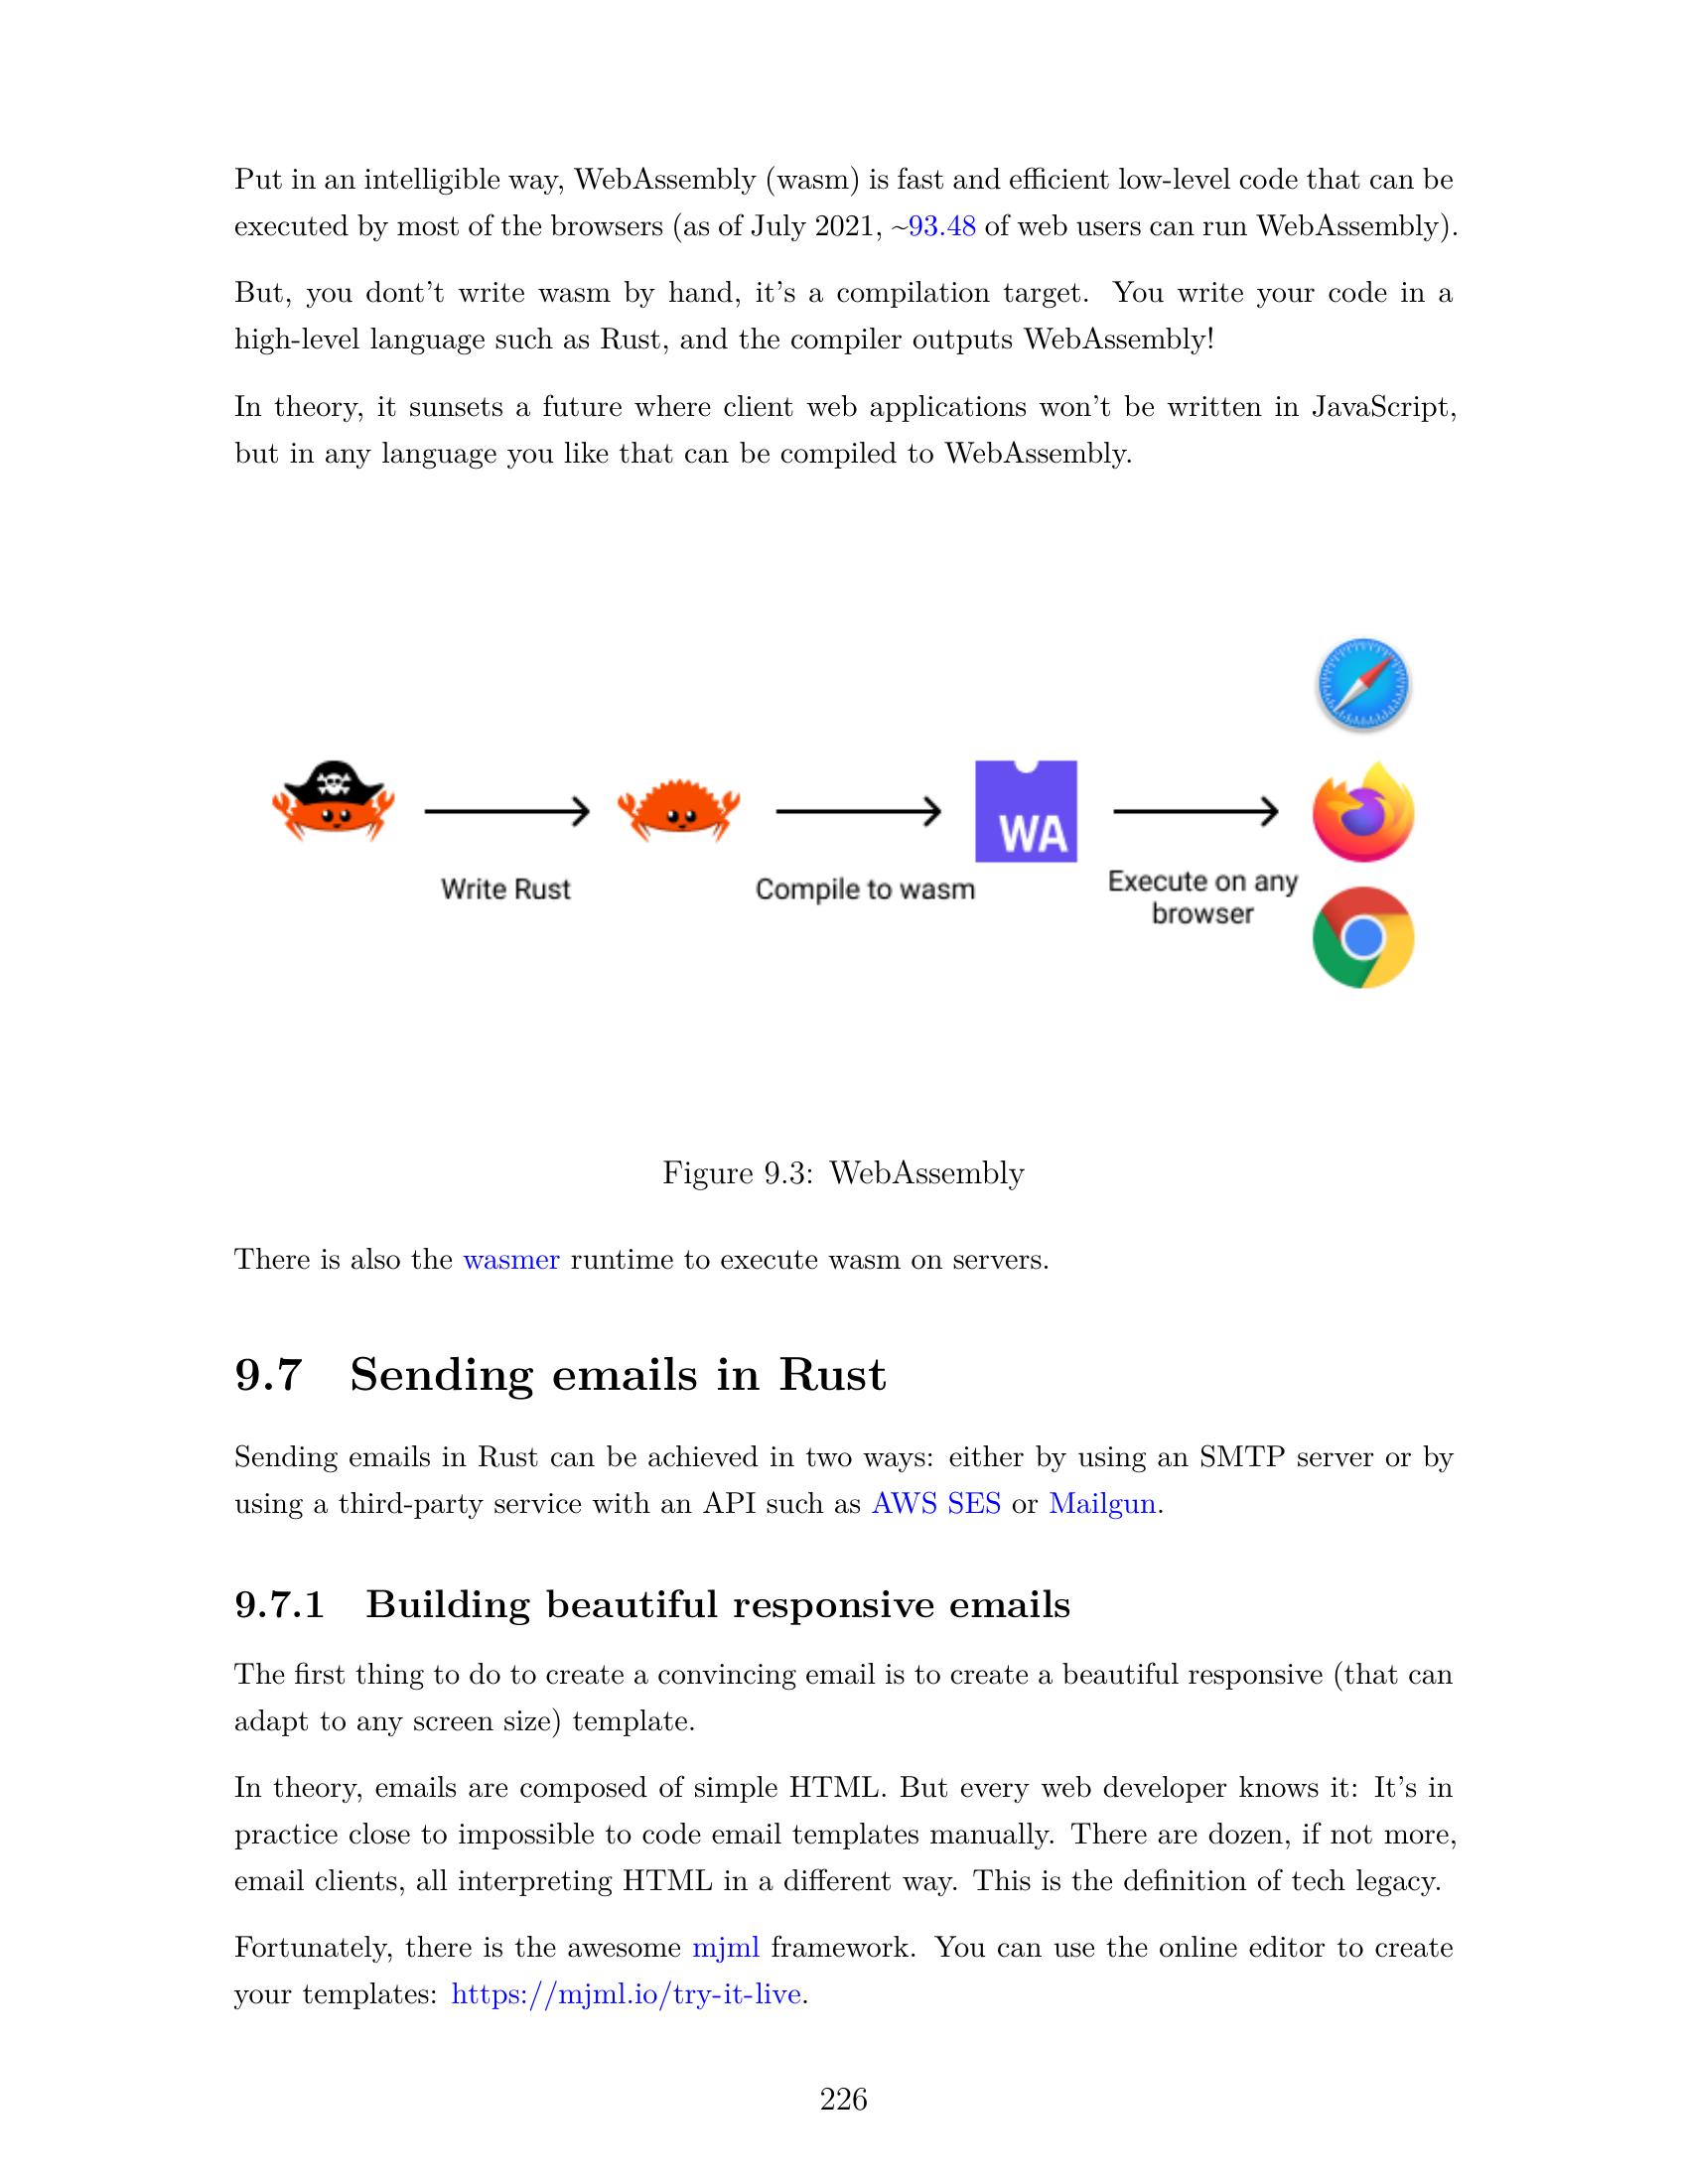 Put in an intelligible way, WebAssembly (wasm) is fast and efficient low-level code that can be
executed by most of the browsers (as of July 2021, ~93.48 of web users can run WebAssembly).
But, you dont't write wasm by hand, it's a compilation target. You write your code in a
high-level language such as Rust, and the compiler outputs WebAssembly!
In theory, it sunsets a future where client web applications won't be written in JavaScript,
but in any language you like that can be compiled to WebAssembly.
WA
Write Rust
Compile to wasm
Execute on any
browser
Figure 9.3: WebAssembly
There is also the wasmer runtime to execute wasm on servers.
9.7 Sending emails in Rust
Sending emails in Rust can be achieved in two ways: either by using an SMTP server or by
using a third-party service with an API such as AWS SES or Mailgun.
9.7.1 Building beautiful responsive emails
The first thing to do to create a convincing email is to create a beautiful responsive (that can
adapt to any screen size) template.
In theory, emails are composed of simple HTML. But every web developer knows it: It's in
practice close to impossible to code email templates manually. There are dozen, if not more,
email clients, all interpreting HTML in a different way. This is the definition of tech legacy.
Fortunately, there is the awesome mjml framework. You can use the online editor to create
your templates: https://mjml.io/try-it-live.
226